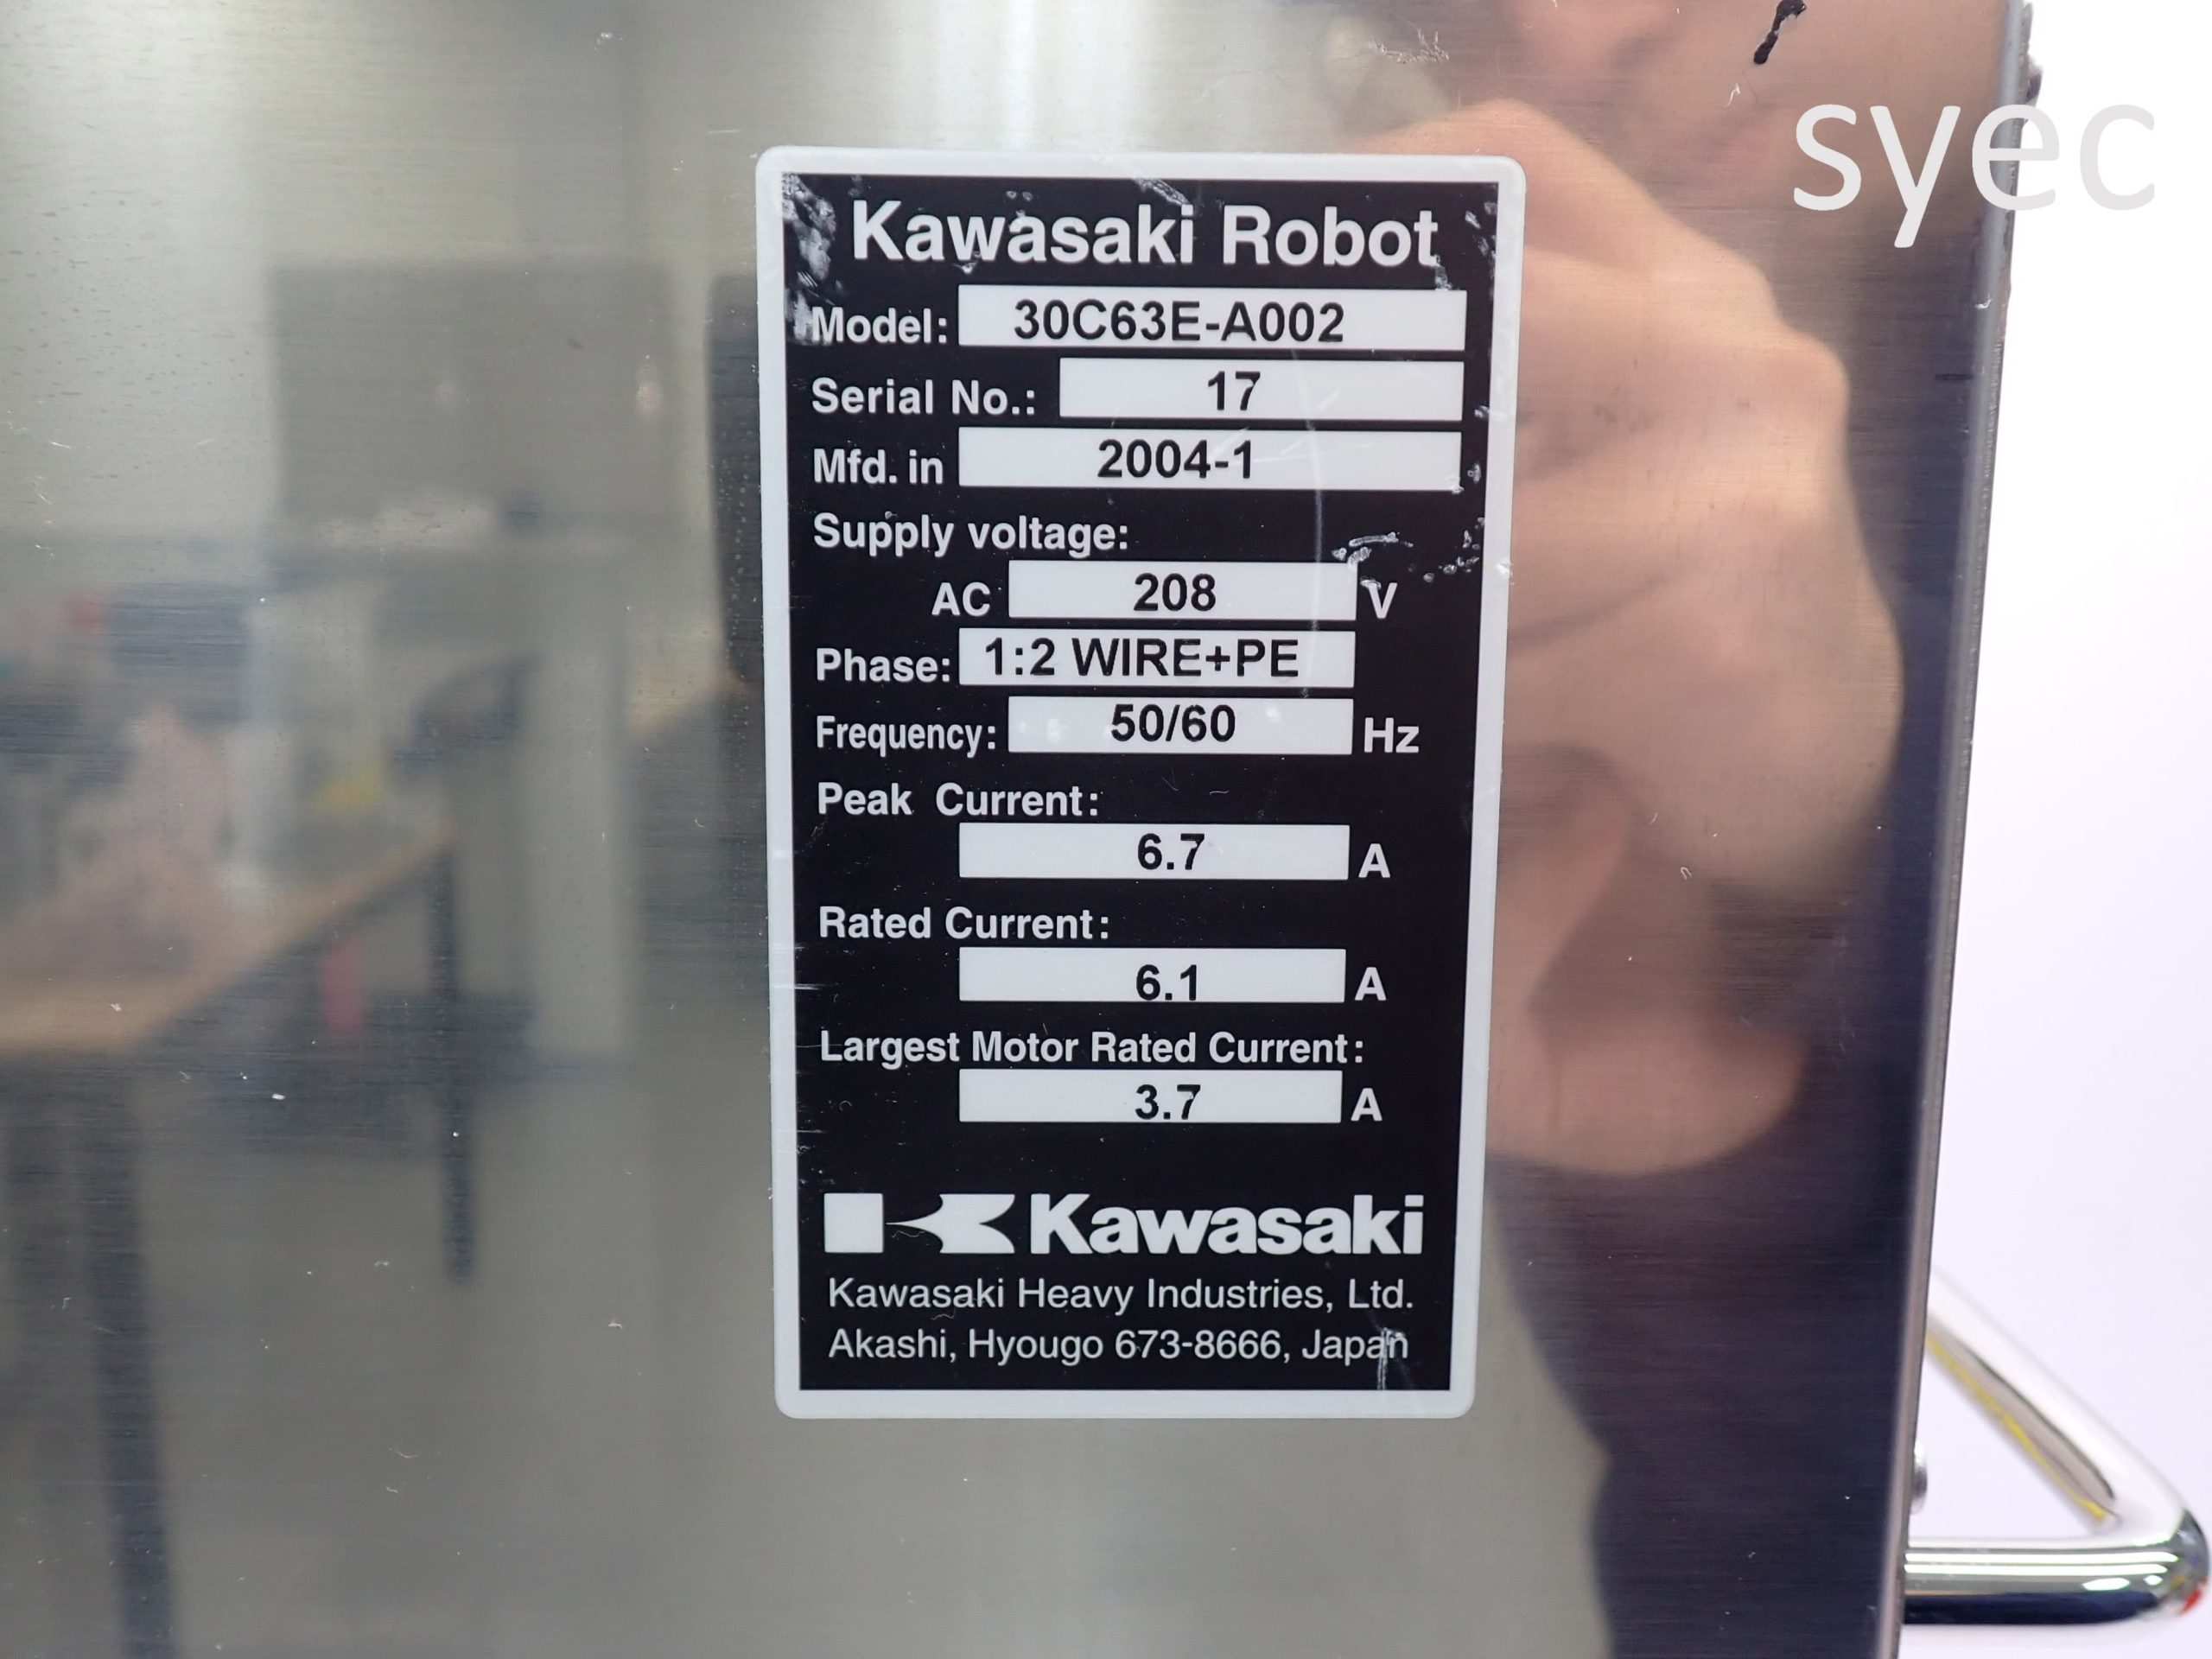 syec
Kawasaki Robot
Model: 30C63E-A002
Serial No.: 17
Mfd. in 2004-1
Supply voltage:
AC 208 V
Phase: 1:2 WIRE+PE
Frequency: 50/60 Hz
Peak Current:
6.7 A
Rated Current:
6.1 A
Largest Motor Rated Current:
3.7 A
Kawasaki
Kawasaki Heavy Industries, Ltd.
Akashi, Hyougo 673-8666, Japan